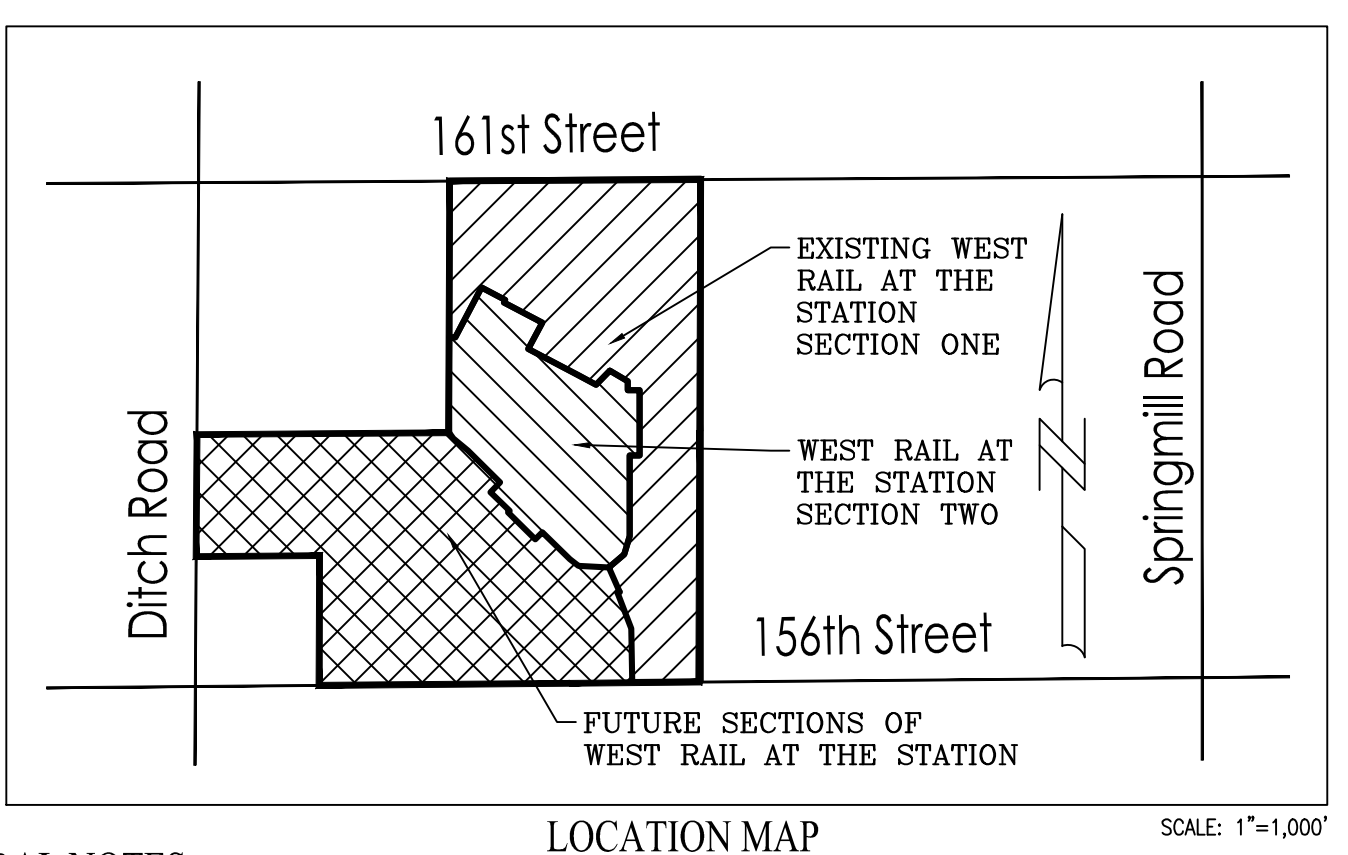 161st Street
EXISTING WEST
RAIL AT THE
STATION
SECTION ONE
WEST RAIL AT
THE STATION
SECTION TWO
Ditch Road
Springmill Road
156th Street
FUTURE SECTIONS OF
WEST RAIL AT THE STATION
LOCATION MAP
SCALE: 1"=1,000'
NOTES